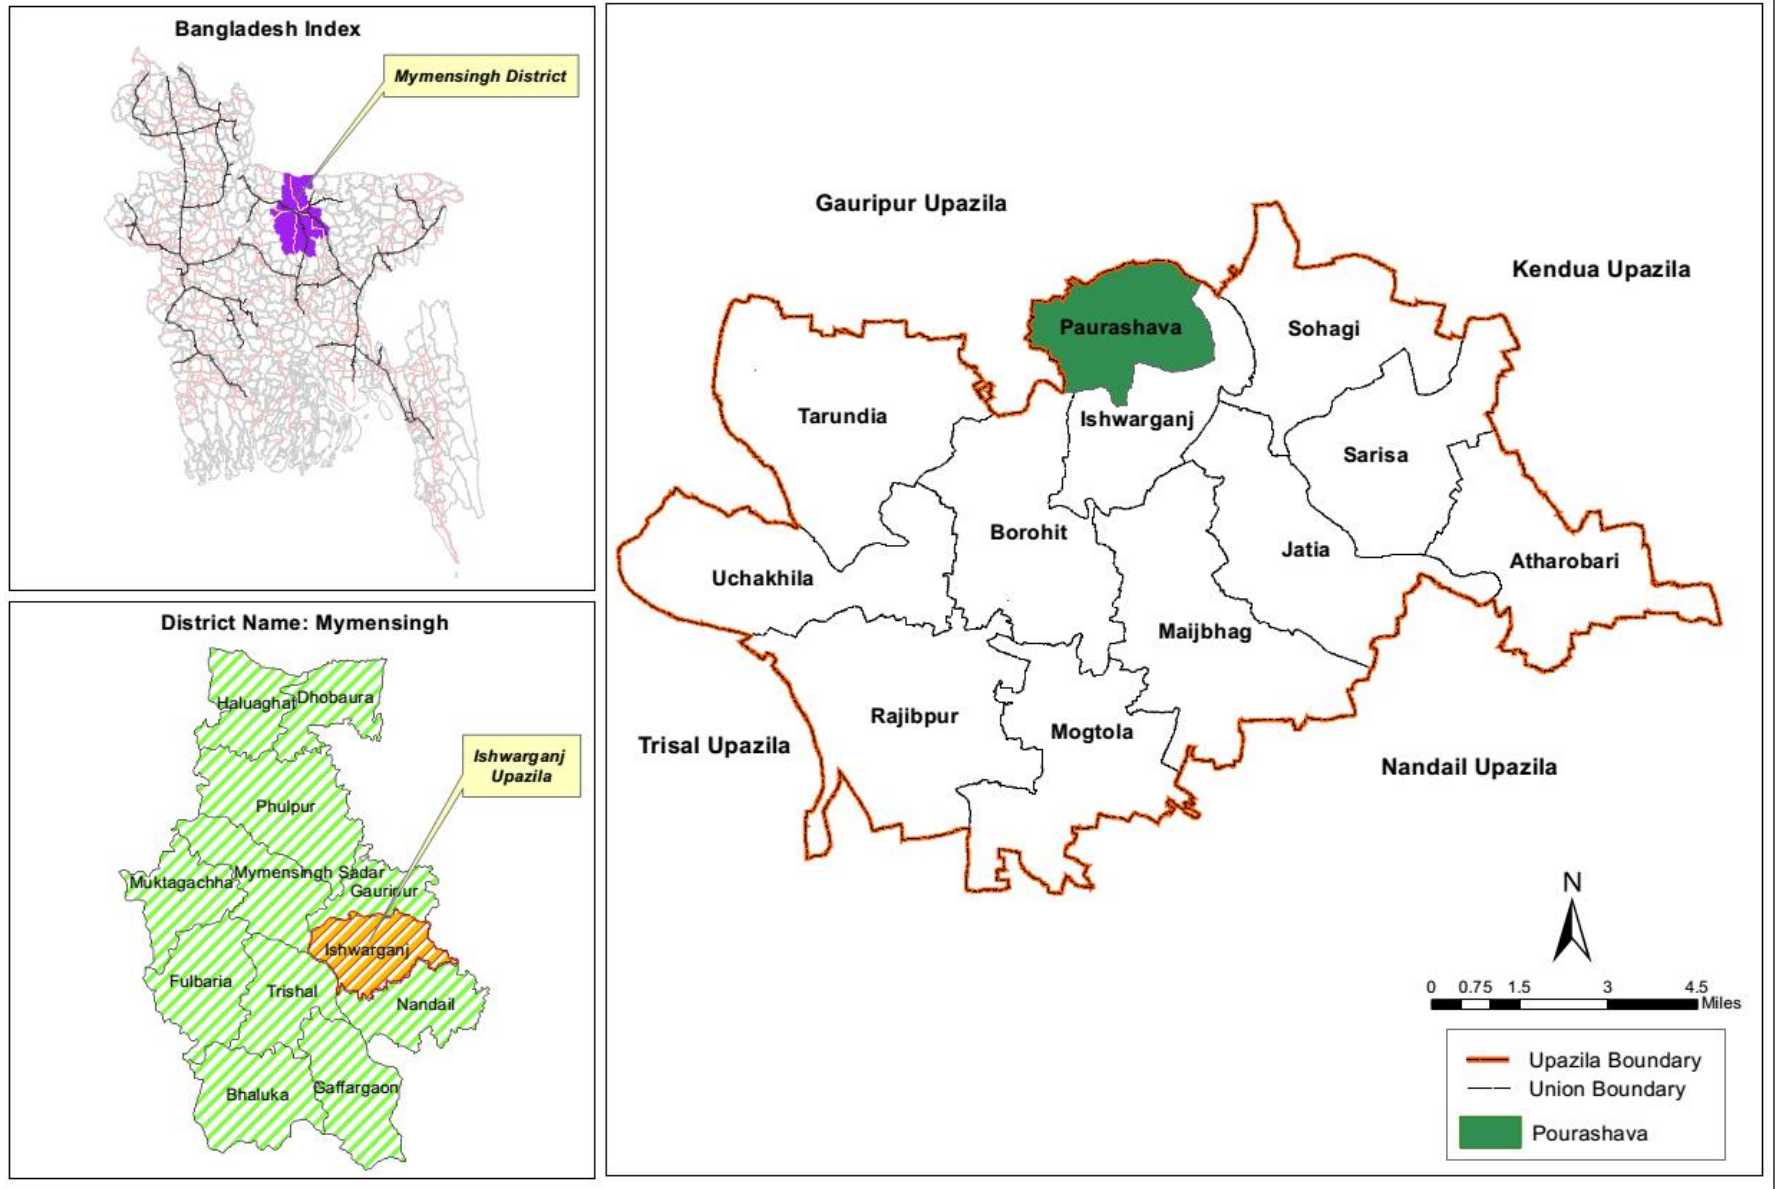 Bangladesh Index
Mymensingh District
District Name: Mymensingh
Haluaghat
Dhobaura
Ishwarganj
Upazila
Phulpur
Mymensingh Sadar
Muktagachha
Gauripur
Ishwarganj
Fulbaria
Trishal
Nandail
Bhaluka
Gaffargaon
Gauripur Upazila
Kendua Upazila
Paurashava
Sohagi
Tarundia
Ishwarganj
Sarisa
Borohit
Jatia
Atharobari
Uchakhila
Maijbhag
Rajibpur
Mogtola
Trisal Upazila
Nandail Upazila
N
0 0.75 1.5 3 4.5
Miles
Upazila Boundary
Union Boundary
Pourashava